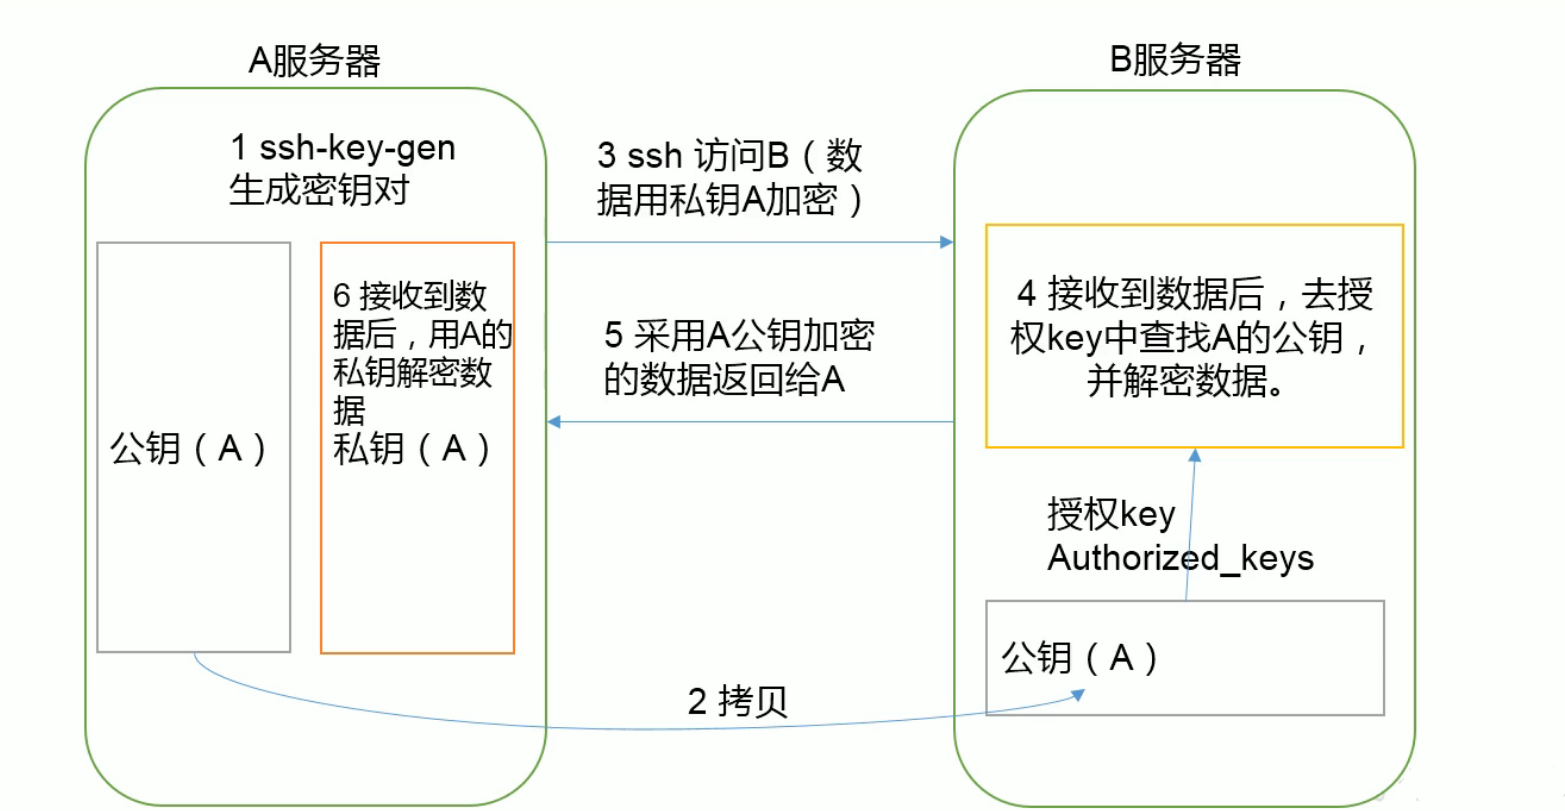 A服务器
B服务器
1 ssh-key-gen
生成密钥对
3 ssh 访问B（数
据用私钥A加密）
6 接收到数
据后，用A的
私钥解密数
据
私钥（A）
公钥（A）
5 采用A公钥加密
的数据返回给A
4 接收到数据后，去授
权key中查找A的公钥，
并解密数据。
授权key
Authorized_keys
公钥（A）
2 拷贝